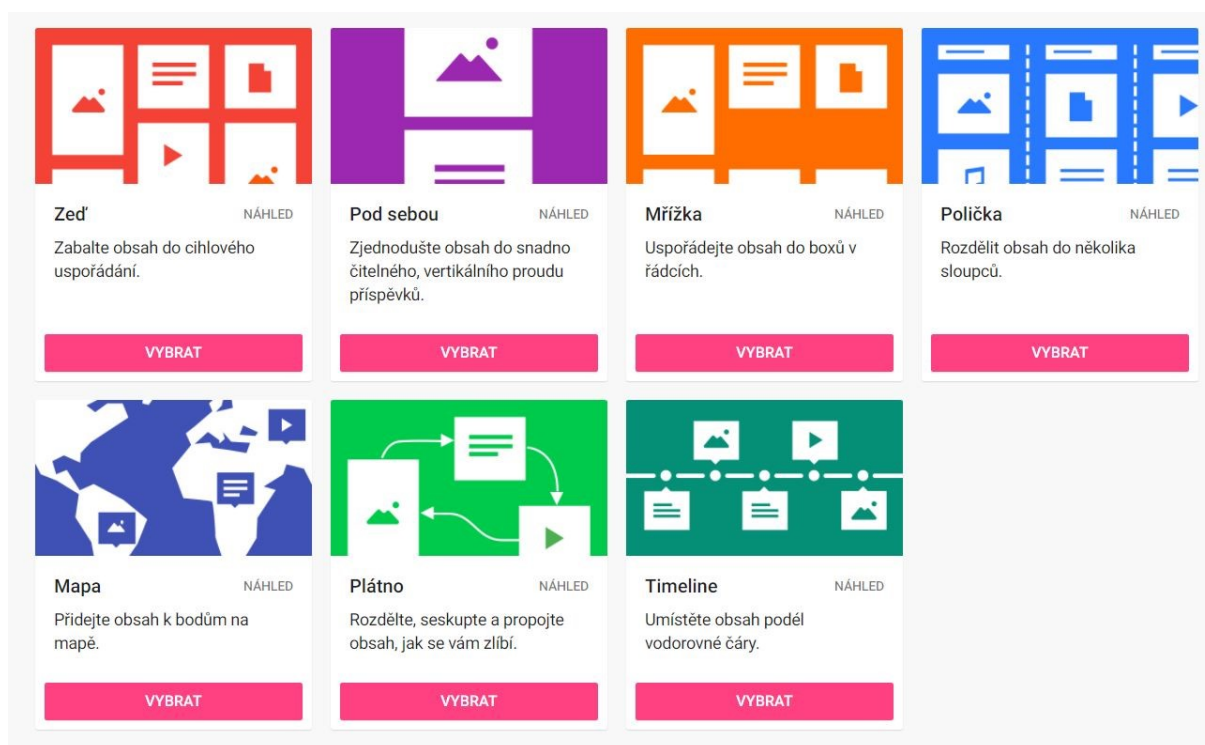 Zeď NÁHLED
Zabalte obsah do cihlového
uspořádání.
VYBRAT
Pod sebou NÁHLED
Zjednodušte obsah do snadno
čitelného, vertikálního proudu
příspěvků.
VYBRAT
Mřížka NÁHLED
Uspořádejte obsah do boxů v
řádcích.
VYBRAT
Polička NÁHLED
Rozdělit obsah do několika
sloupců.
VYBRAT
Mapa NÁHLED
Přidejte obsah k bodům na
mapě.
VYBRAT
Plátno NÁHLED
Rozdělte, seskupte a propojte
obsah, jak se vám zlíbí.
VYBRAT
Timeline NÁHLED
Umístěte obsah podél
vodorovné čáry.
VYBRAT